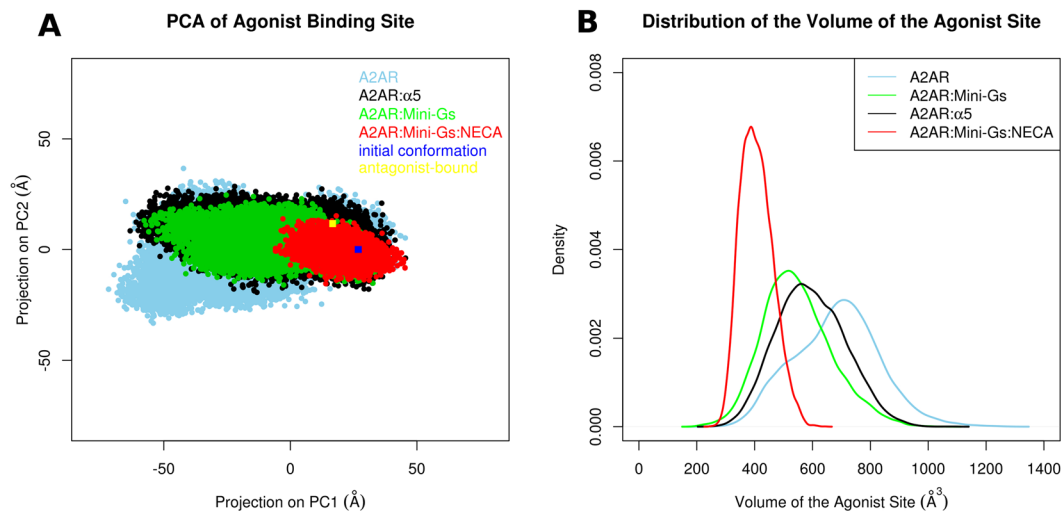 A
PCA of Agonist Binding Site
A2AR
A2AR:α5
A2AR:Mini-Gs
A2AR:Mini-Gs:NECA
initial conformation
antagonist-bound
50
0
-50
Projection on PC2 (Å)
-50 0 50
Projection on PC1 (Å)
B
Distribution of the Volume of the Agonist Site
A2AR
A2AR:Mini-Gs
A2AR:α5
A2AR:Mini-Gs:NECA
0.008
0.006
0.004
0.002
0.000
Density
0 200 400 600 800 1000 1200 1400
Volume of the Agonist Site (Å³)